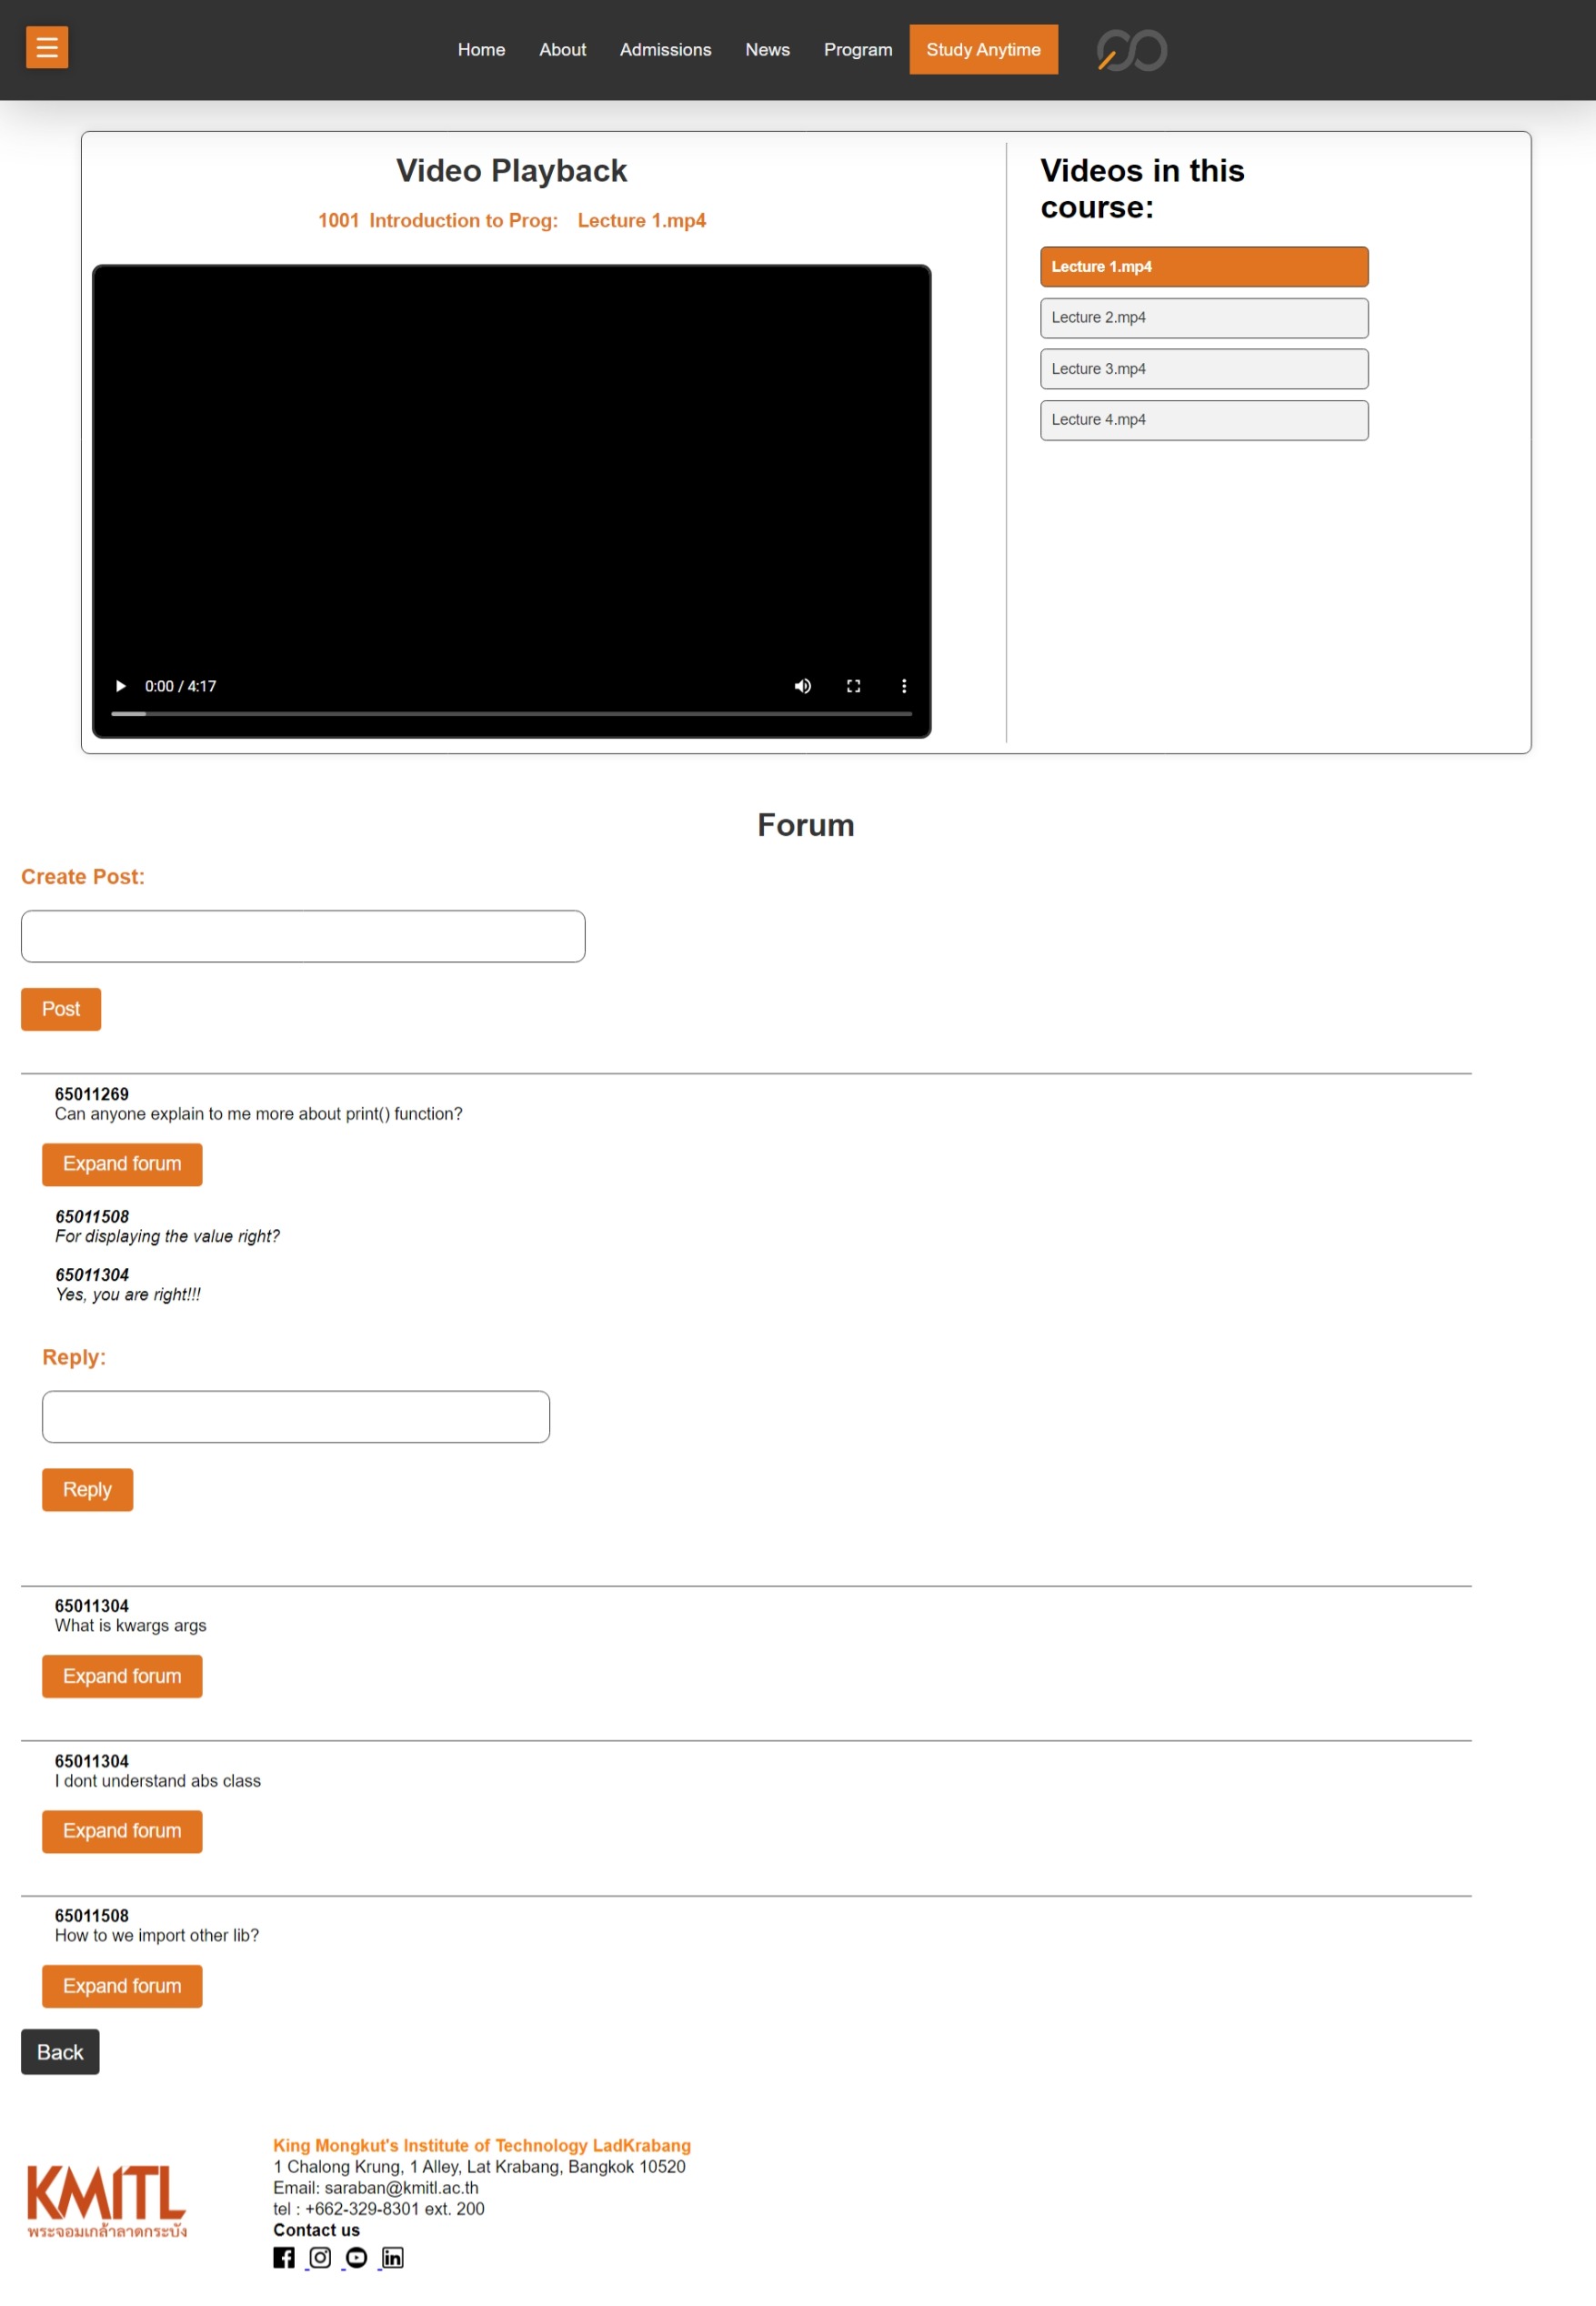 Home About Admissions News Program Study Anytime
Video Playback
1001 Introduction to Prog: Lecture 1.mp4
0:00 / 4:17
Videos in this
course:
Lecture 1.mp4
Lecture 2.mp4
Lecture 3.mp4
Lecture 4.mp4
Forum
Create Post:
Post
65011269
Can anyone explain to me more about print() function?
Expand forum
65011508
For displaying the value right?
65011304
Yes, you are right!!!
Reply:
Reply
65011304
What is kwargs args
Expand forum
65011304
I dont understand abs class
Expand forum
65011508
How to we import other lib?
Expand forum
Back
KMITL
พระจอมเกล้าลาดกระบัง
King Mongkut's Institute of Technology LadKrabang
1 Chalong Krung, 1 Alley, Lat Krabang, Bangkok 10520
Email: saraban@kmitl.ac.th
tel : +662-329-8301 ext. 200
Contact us